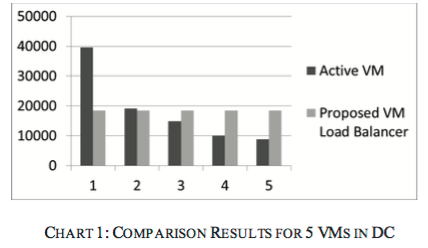 50000
40000
30000
20000
10000
0
1 2 3 4 5
Active VM
Proposed VM
Load Balancer
CHART 1: COMPARISON RESULTS FOR 5 VMS IN DC